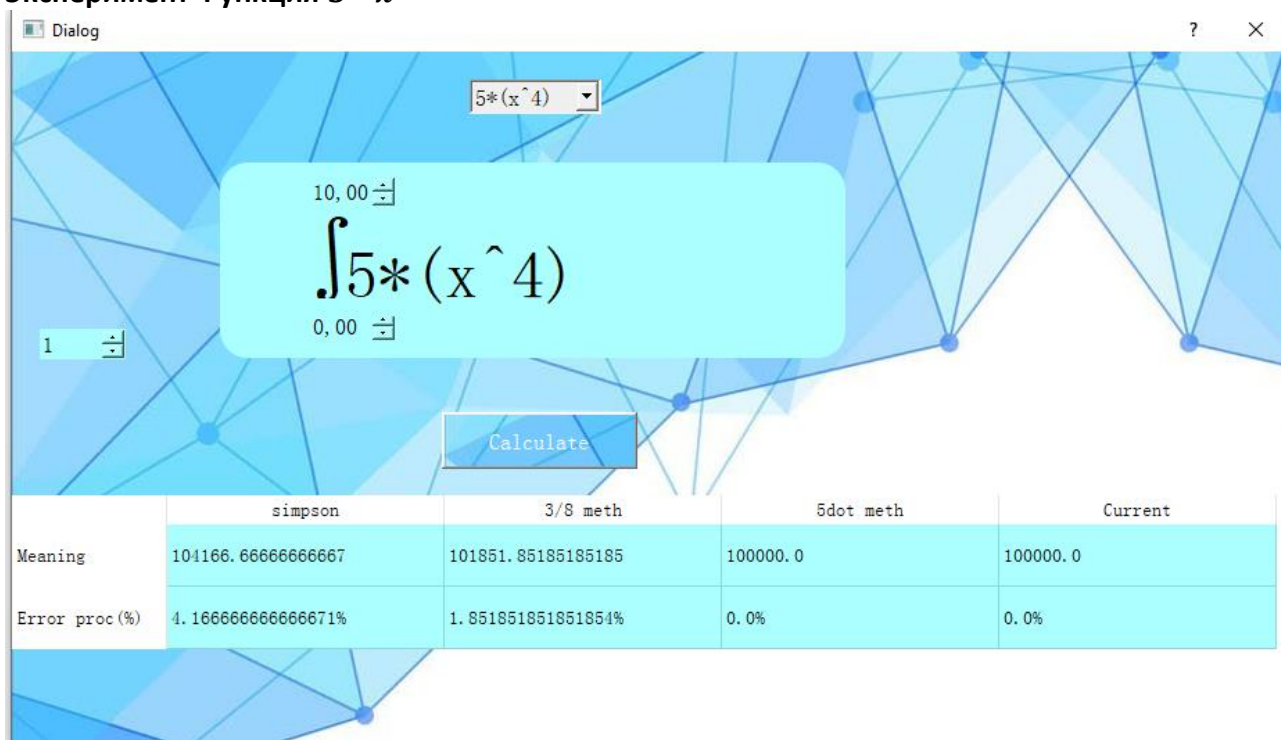 Dialog ? ×
5*(x^4)
10,00
∫5*(x^4)
0,00
1
Calculate
simpson 3/8 meth 5dot meth Current
Meaning 104166.66666666667 101851.85185185185 100000.0 100000.0
Error proc(%) 4.166666666666671% 1.8518518518518541% 0.0% 0.0%